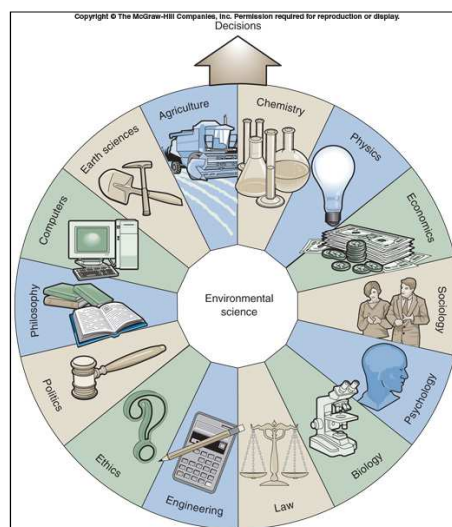 Copyright © The McGraw-Hill Companies, Inc. Permission required for reproduction or display.
Decisions
Agriculture
Chemistry
Physics
Economics
Sociology
Psychology
Biology
Law
Engineering
Ethics
Politics
Philosophy
Computers
Earth sciences
Environmental
science